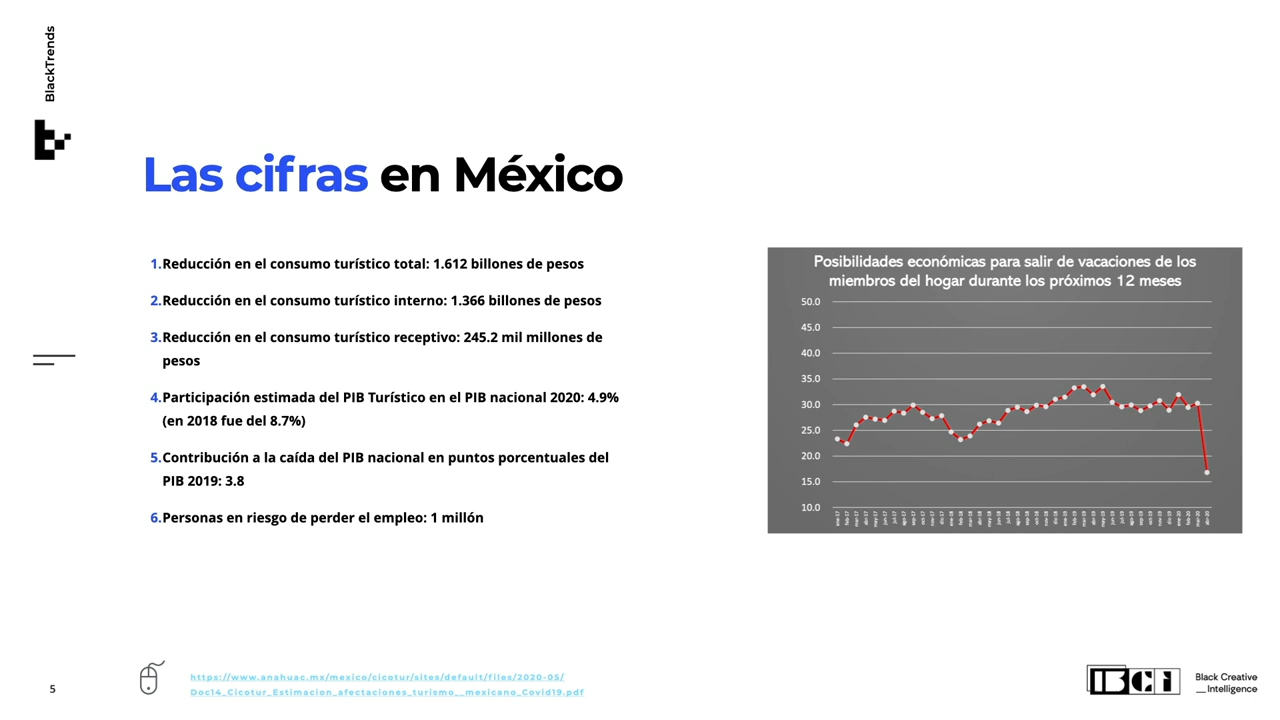 BlackTrends
Las cifras en México
1.Reducción en el consumo turístico total: 1.612 billones de pesos
2.Reducción en el consumo turístico interno: 1.366 billones de pesos
3.Reducción en el consumo turístico receptivo: 245.2 mil millones de
pesos
4.Participación estimada del PIB Turístico en el PIB nacional 2020: 4.9%
(en 2018 fue del 8.7%)
5.Contribución a la caída del PIB nacional en puntos porcentuales del
PIB 2019: 3.8
6.Personas en riesgo de perder el empleo: 1 millón
Posibilidades económicas para salir de vacaciones de los
miembros del hogar durante los próximos 12 meses
50.0
45.0
40.0
35.0
30.0
25.0
20.0
15.0
10.0
https://www.anahuac.mx/mexico/cicotur/sites/default/files/2020-05/
Doc14_Cicotur_Estimacion_afectaciones_turismo__mexicano_Covid19.pdf
5
BCi
Black Creative
__Intelligence